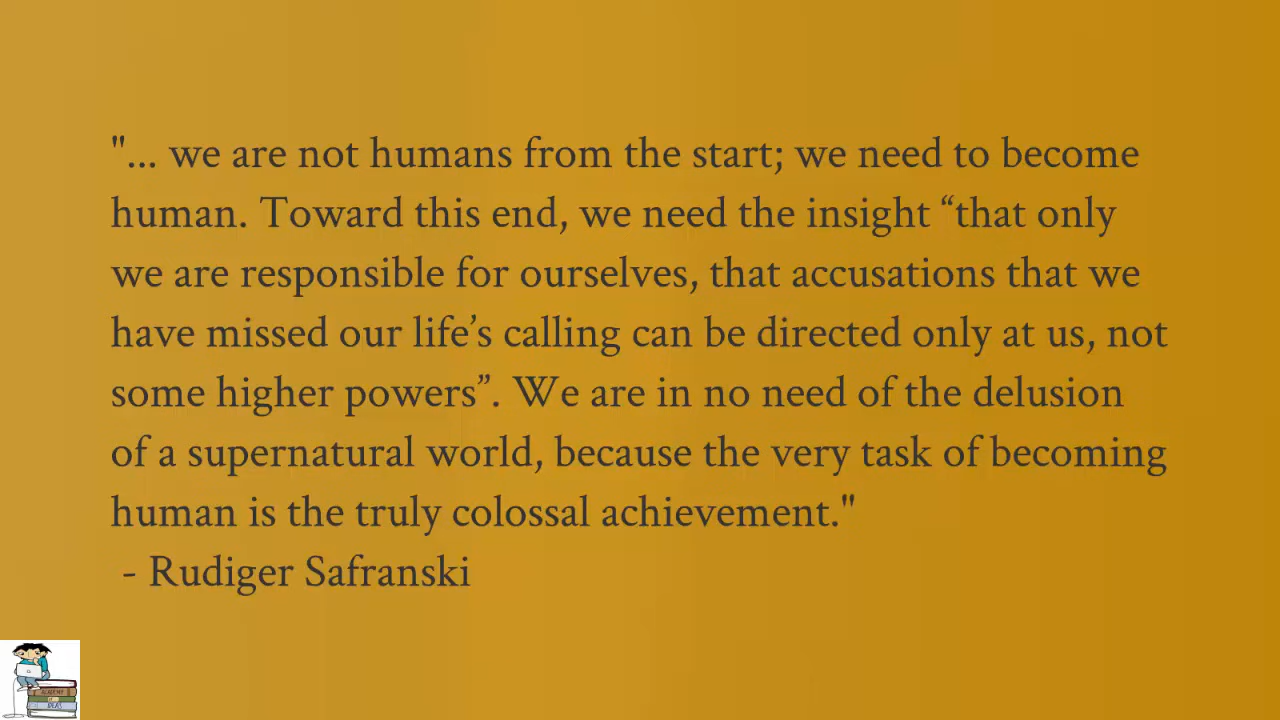 "... we are not humans from the start; we need to become
human. Toward this end, we need the insight “that only
we are responsible for ourselves, that accusations that we
have missed our life’s calling can be directed only at us, not
some higher powers”. We are in no need of the delusion
of a supernatural world, because the very task of becoming
human is the truly colossal achievement."
- Rudiger Safranski
ACADEMY
OF
IDEAS